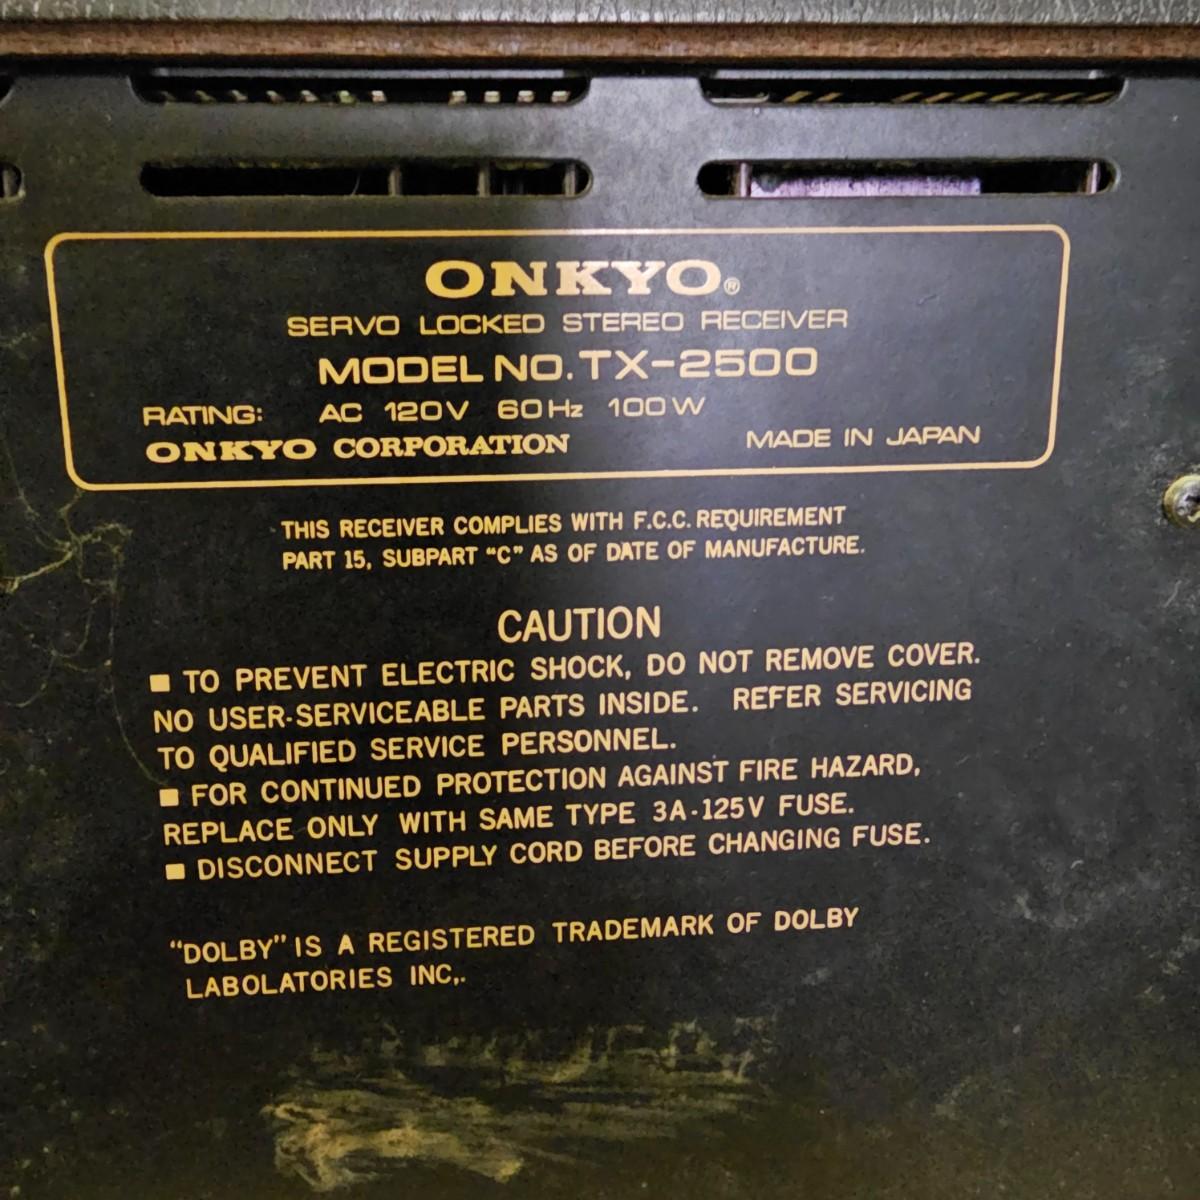 ONKYO®
SERVO LOCKED STEREO RECEIVER
MODEL NO. TX-2500
RATING: AC 120V 60Hz 100W
ONKYO CORPORATION MADE IN JAPAN
THIS RECEIVER COMPLIES WITH F.C.C. REQUIREMENT
PART 15, SUBPART "C" AS OF DATE OF MANUFACTURE.
CAUTION
■ TO PREVENT ELECTRIC SHOCK, DO NOT REMOVE COVER.
NO USER-SERVICEABLE PARTS INSIDE. REFER SERVICING
TO QUALIFIED SERVICE PERSONNEL.
■ FOR CONTINUED PROTECTION AGAINST FIRE HAZARD,
REPLACE ONLY WITH SAME TYPE 3A-125V FUSE.
■ DISCONNECT SUPPLY CORD BEFORE CHANGING FUSE.
"DOLBY" IS A REGISTERED TRADEMARK OF DOLBY
LABOLATORIES INC,.